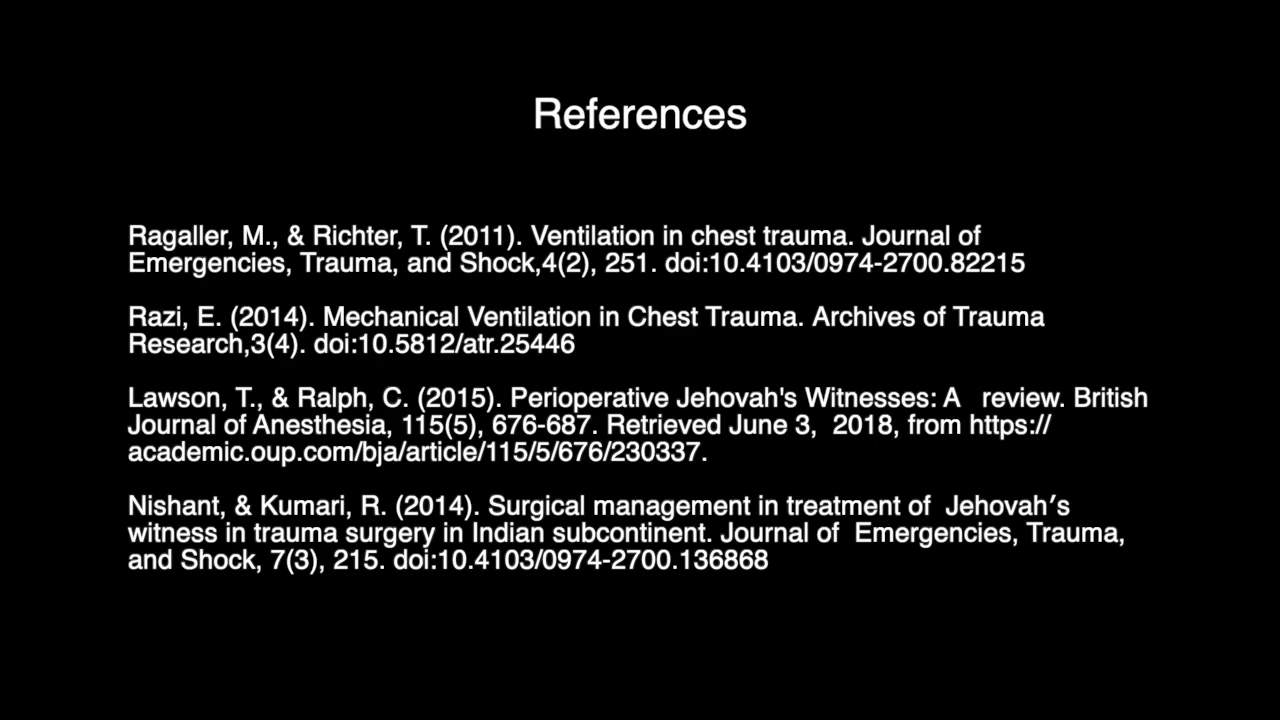 References
Ragaller, M., & Richter, T. (2011). Ventilation in chest trauma. Journal of
Emergencies, Trauma, and Shock,4(2), 251. doi:10.4103/0974-2700.82215
Razi, E. (2014). Mechanical Ventilation in Chest Trauma. Archives of Trauma
Research,3(4). doi:10.5812/atr.25446
Lawson, T., & Ralph, C. (2015). Perioperative Jehovah's Witnesses: A   review. British
Journal of Anesthesia, 115(5), 676-687. Retrieved June 3,  2018, from https://
academic.oup.com/bja/article/115/5/676/230337.
Nishant, & Kumari, R. (2014). Surgical management in treatment of  Jehovah′s
witness in trauma surgery in Indian subcontinent. Journal of  Emergencies, Trauma,
and Shock, 7(3), 215. doi:10.4103/0974-2700.136868